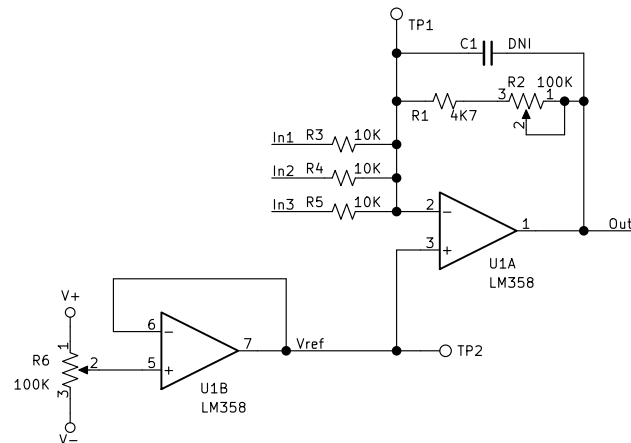 TP1
C1 DNI
R2 100K
3 1
R1 4K7 2
In1 R3 10K
In2 R4 10K
In3 R5 10K
2
1 Out
3
U1A
LM358
V+
6
7 Vref
TP2
1
R6 2 5
100K
3
U1B
LM358
V-